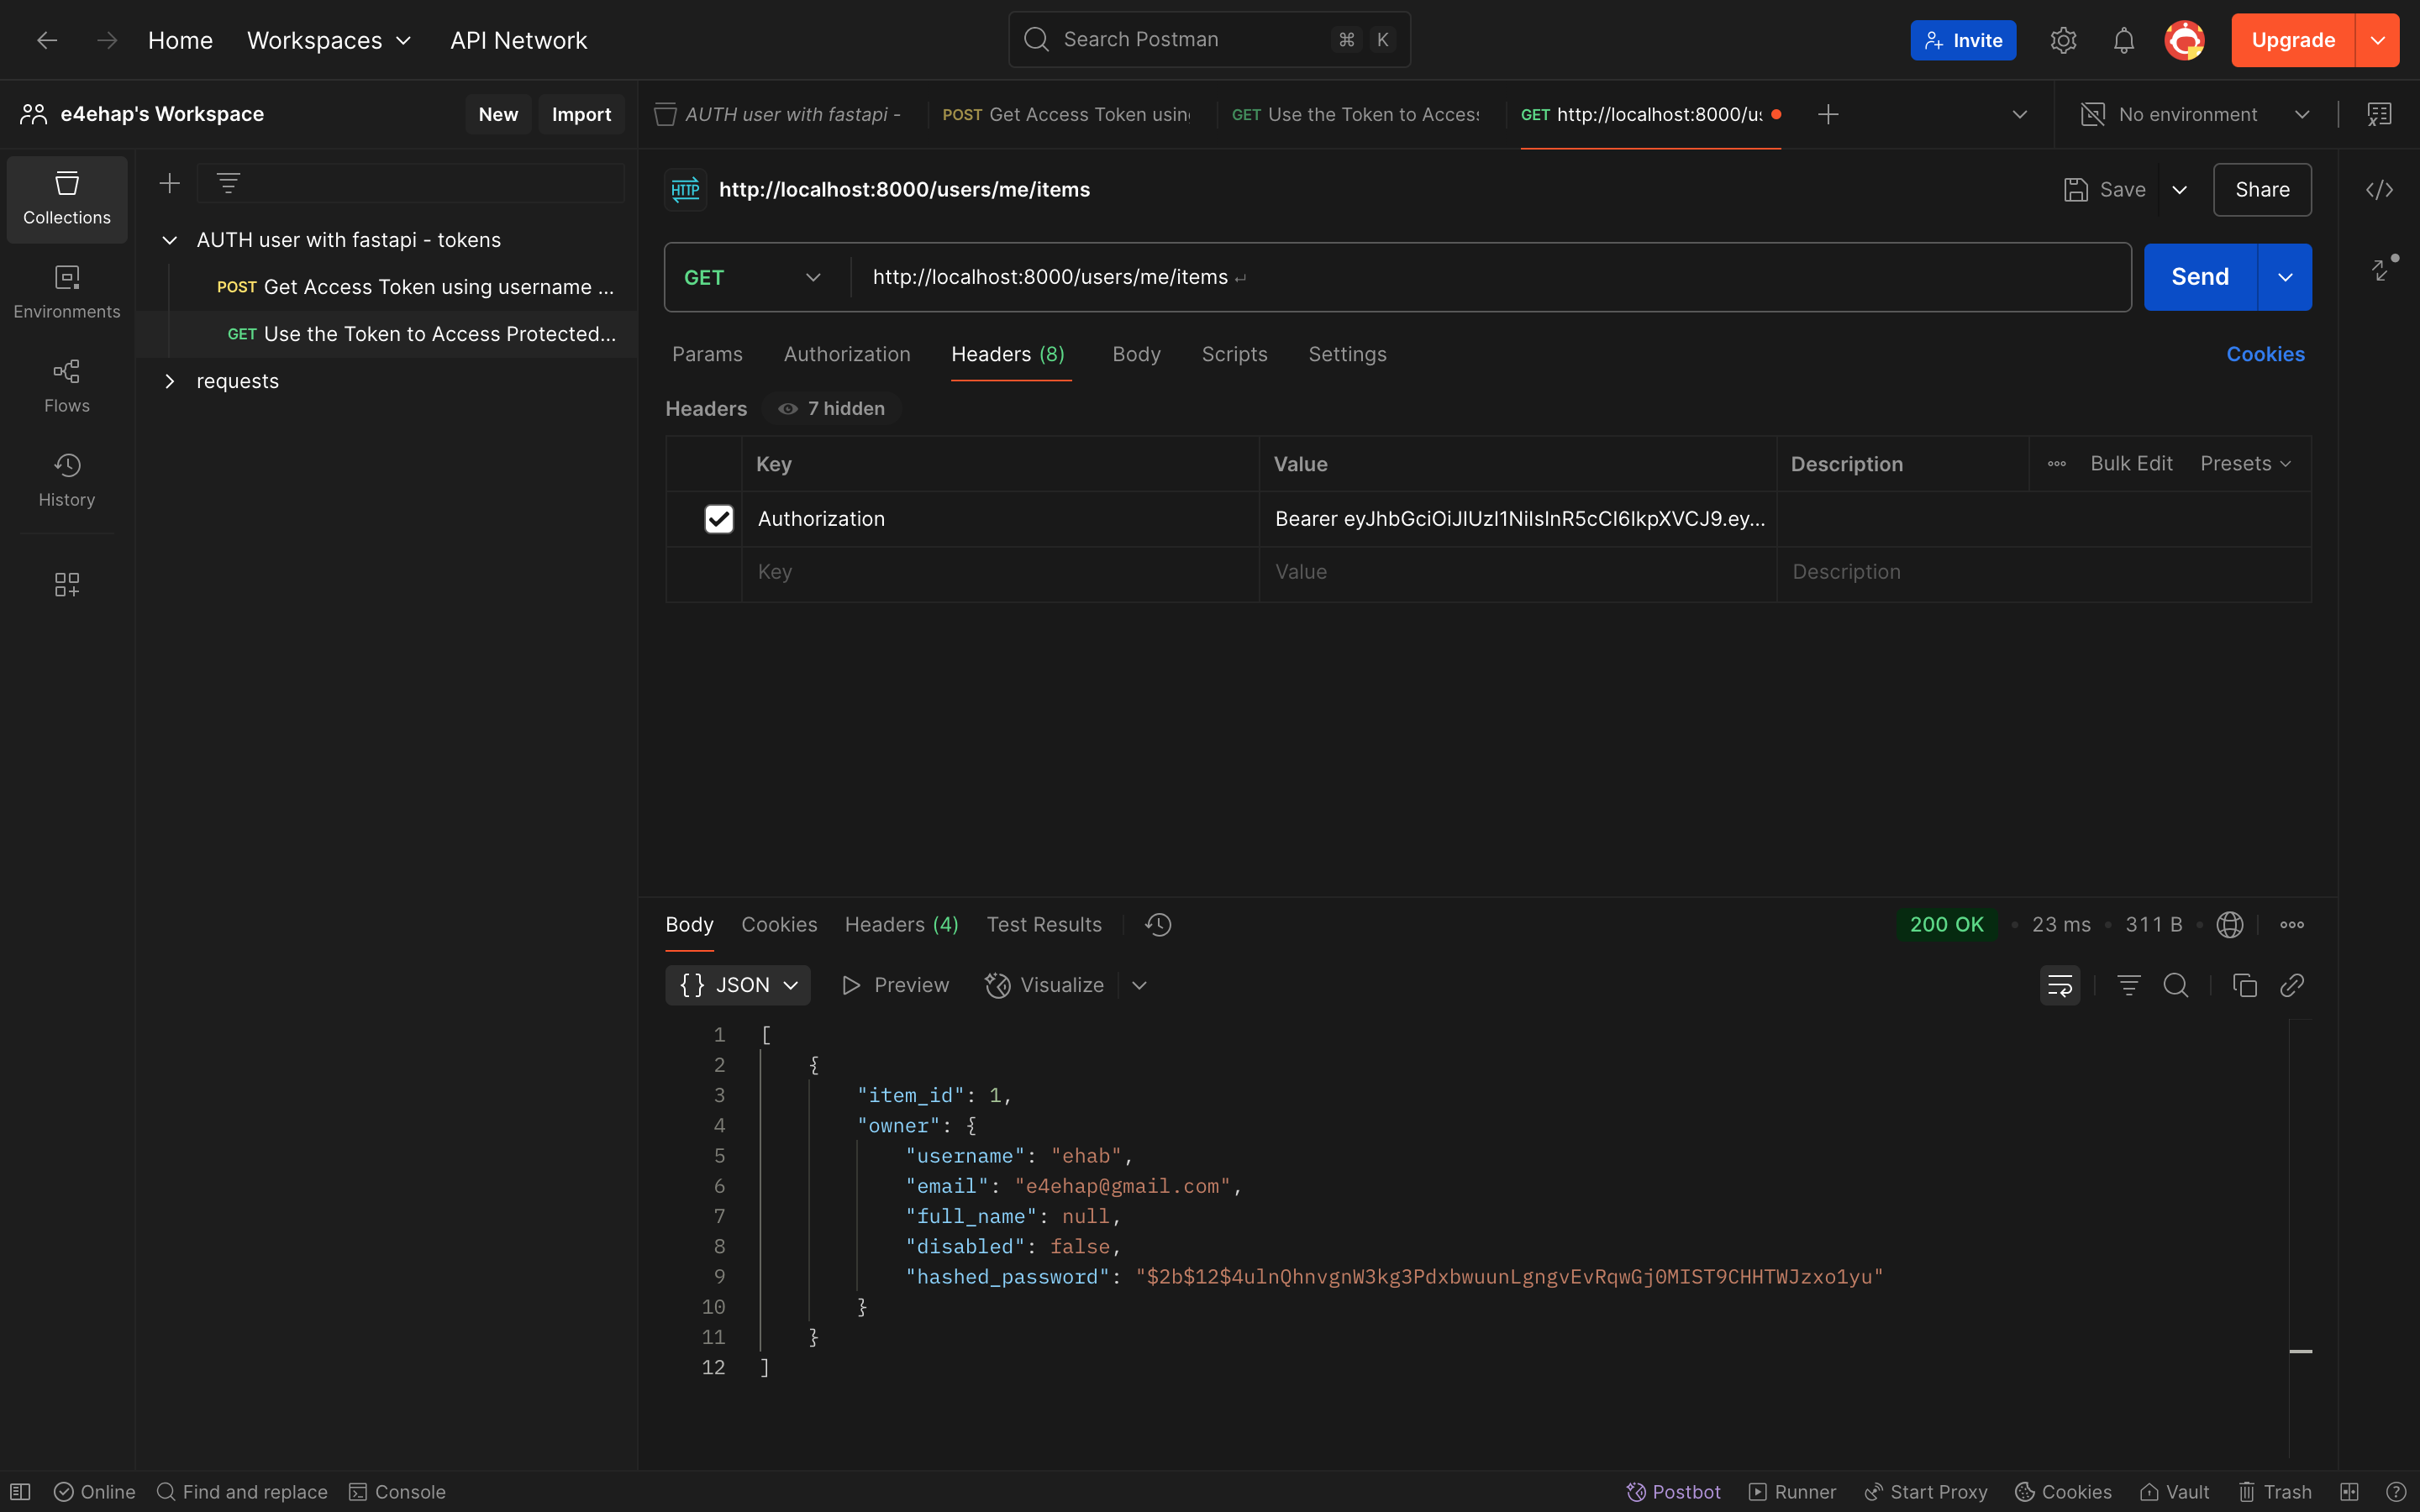 Home Workspaces API Network Search Postman ⌘ K Invite Upgrade
e4ehap's Workspace New Import
AUTH user with fastapi - POST Get Access Token usin GET Use the Token to Access GET http://localhost:8000/us No environment
Collections
Environments
Flows
History
AUTH user with fastapi - tokens
POST Get Access Token using username ...
GET Use the Token to Access Protected...
requests
HTTP http://localhost:8000/users/me/items Save Share
GET http://localhost:8000/users/me/items Send
Params Authorization Headers (8) Body Scripts Settings Cookies
Headers 7 hidden
Key Value Description Bulk Edit Presets
Authorization Bearer eyJhbGciOiJIUzI1NiIsInR5cCI6IkpXVCJ9.ey...
Key Value Description
Body Cookies Headers (4) Test Results 200 OK 23 ms 311 B
{} JSON Preview Visualize
1 [
2 {
3 "item_id": 1,
4 "owner": {
5 "username": "ehab",
6 "email": "e4ehap@gmail.com",
7 "full_name": null,
8 "disabled": false,
9 "hashed_password": "$2b$12$4ulnQhnvgnW3kg3PdxbwuunLgngvEvRqwGj0MIST9CHHTWJzxo1yu"
10 }
11 }
12 ]
Online Find and replace Console Postbot Runner Start Proxy Cookies Vault Trash